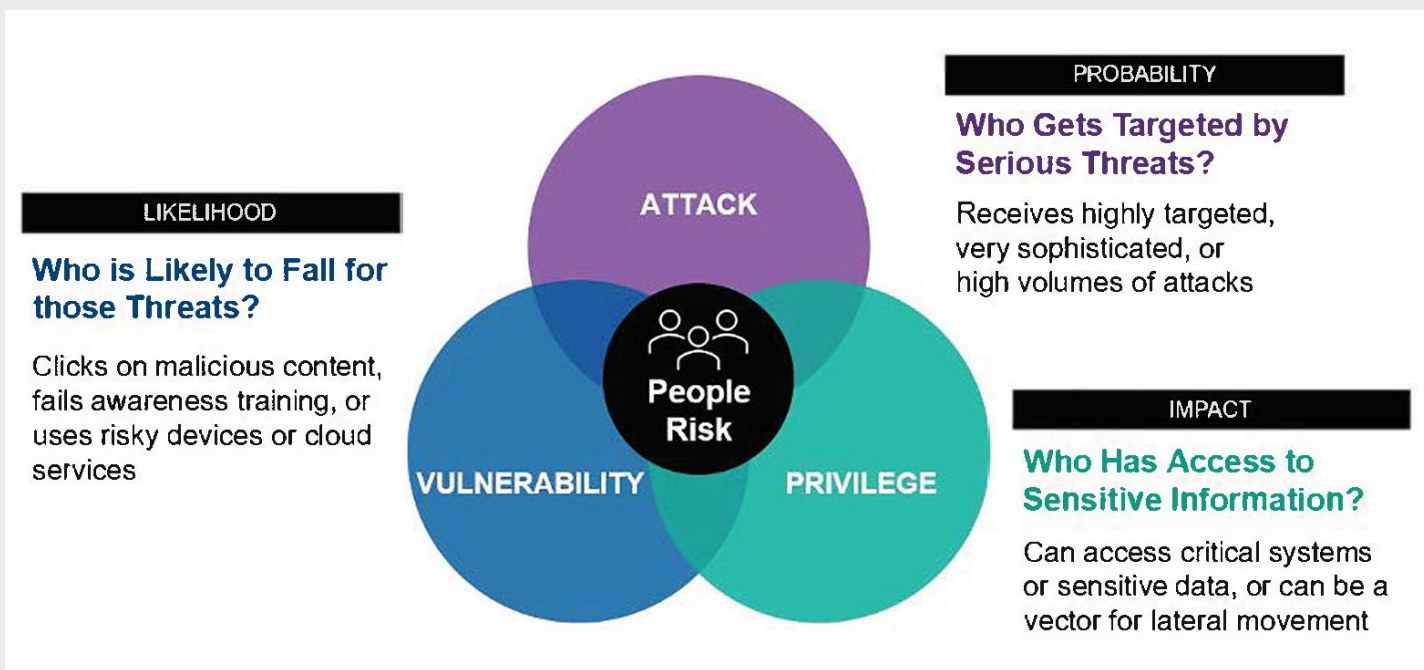 PROBABILITY
Who Gets Targeted by
Serious Threats?
Receives highly targeted,
very sophisticated, or
high volumes of attacks
LIKELIHOOD
Who is Likely to Fall for
those Threats?
Clicks on malicious content,
fails awareness training, or
uses risky devices or cloud
services
ATTACK
People
Risk
VULNERABILITY
PRIVILEGE
IMPACT
Who Has Access to
Sensitive Information?
Can access critical systems
or sensitive data, or can be a
vector for lateral movement